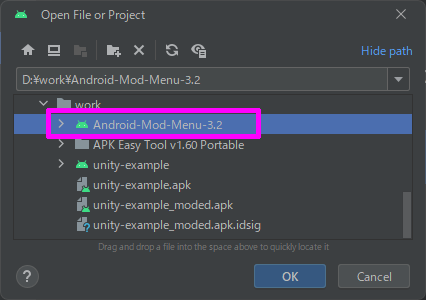 Open File or Project
Hide path
D:¥work¥Android-Mod-Menu-3.2
work
Android-Mod-Menu-3.2
APK Easy Tool v1.60 Portable
unity-example
unity-example.apk
unity-example_moded.apk
unity-example_moded.apk.idsig
Drag and drop a file into the space above to quickly locate it
?
OK
Cancel